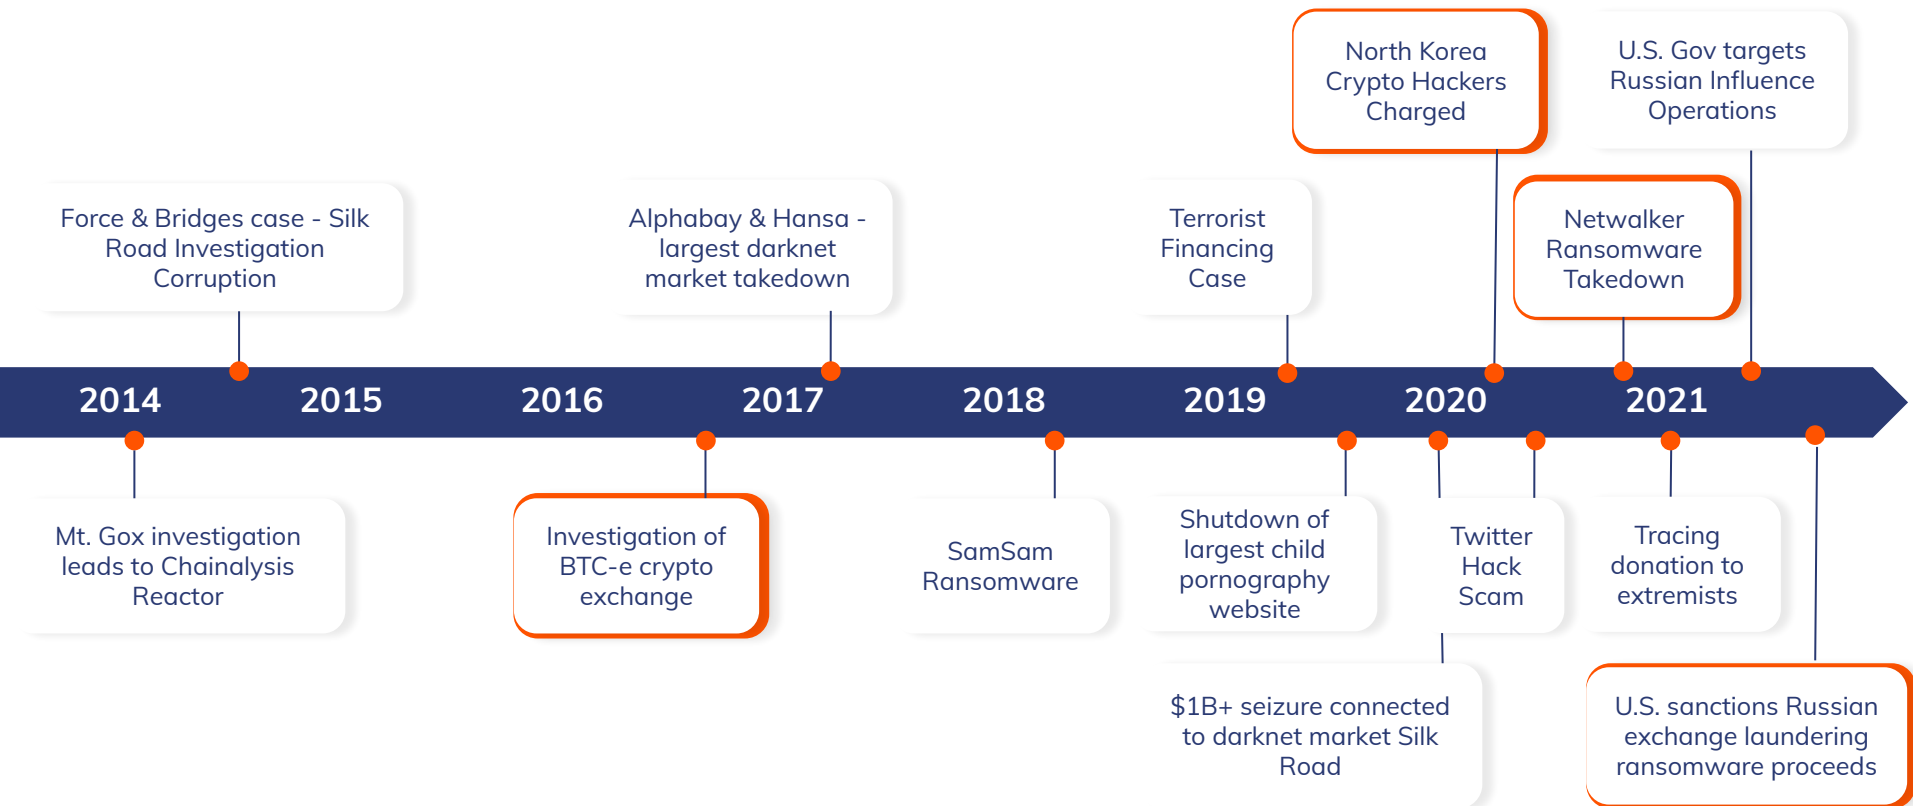 North Korea
Crypto Hackers
Charged
U.S. Gov targets
Russian Influence
Operations
Force & Bridges case - Silk
Road Investigation
Corruption
Alphabay & Hansa -
largest darknet
market takedown
Terrorist
Financing
Case
Netwalker
Ransomware
Takedown
2014
2015
2016
2017
2018
2019
2020
2021
Mt. Gox investigation
leads to Chainalysis
Reactor
Investigation of
BTC-e crypto
exchange
SamSam
Ransomware
Shutdown of
largest child
pornography
website
Twitter
Hack
Scam
Tracing
donation to
extremists
$1B+ seizure connected
to darknet market Silk
Road
U.S. sanctions Russian
exchange laundering
ransomware proceeds